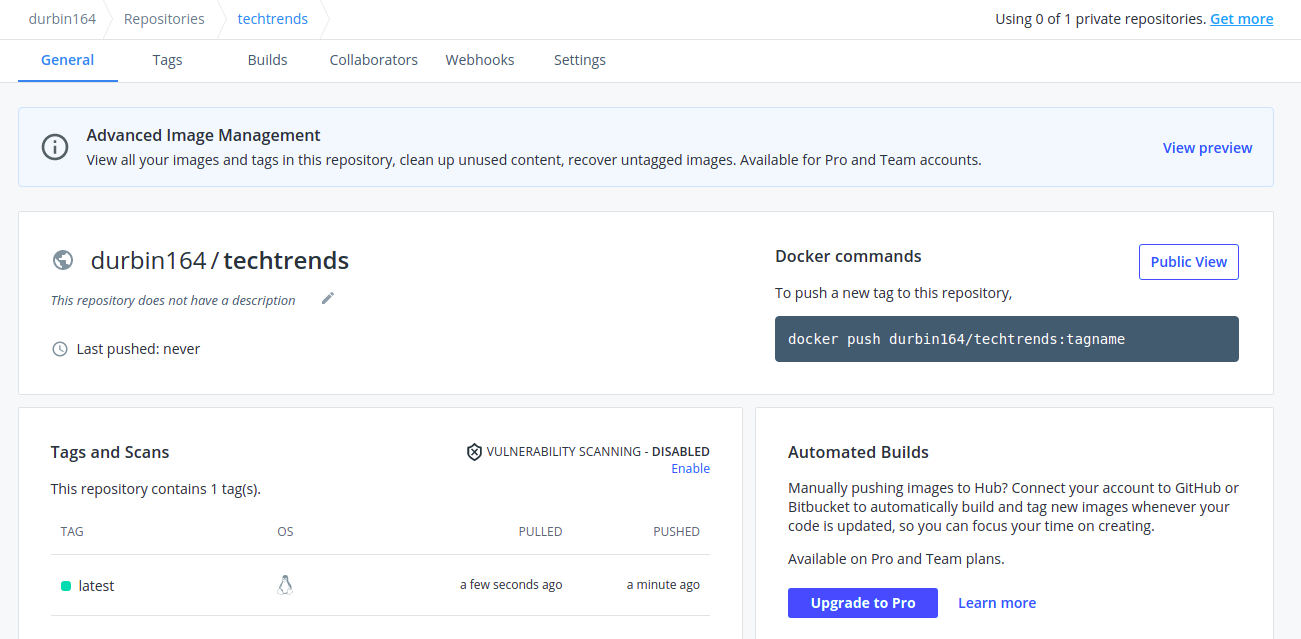 durbin164 Repositories techtrends Using 0 of 1 private repositories. Get more
General Tags Builds Collaborators Webhooks Settings
Advanced Image Management
View all your images and tags in this repository, clean up unused content, recover untagged images. Available for Pro and Team accounts.
View preview
durbin164 / techtrends
This repository does not have a description
Last pushed: never
Docker commands
Public View
To push a new tag to this repository,
docker push durbin164/techtrends:tagname
Tags and Scans
VULNERABILITY SCANNING - DISABLED
Enable
This repository contains 1 tag(s).
TAG OS PULLED PUSHED
latest a few seconds ago a minute ago
Automated Builds
Manually pushing images to Hub? Connect your account to GitHub or
Bitbucket to automatically build and tag new images whenever your
code is updated, so you can focus your time on creating.
Available on Pro and Team plans.
Upgrade to Pro Learn more